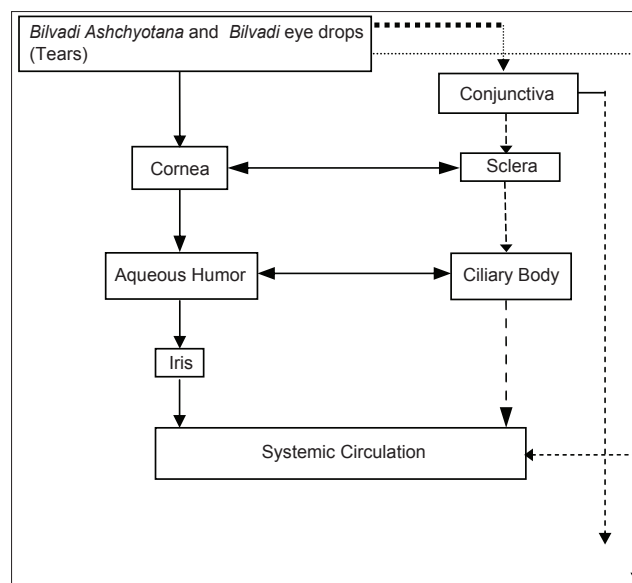 Bilvadi Ashchyotana and Bilvadi eye drops
(Tears)
Conjunctiva
Cornea
Sclera
Aqueous Humor
Ciliary Body
Iris
Systemic Circulation